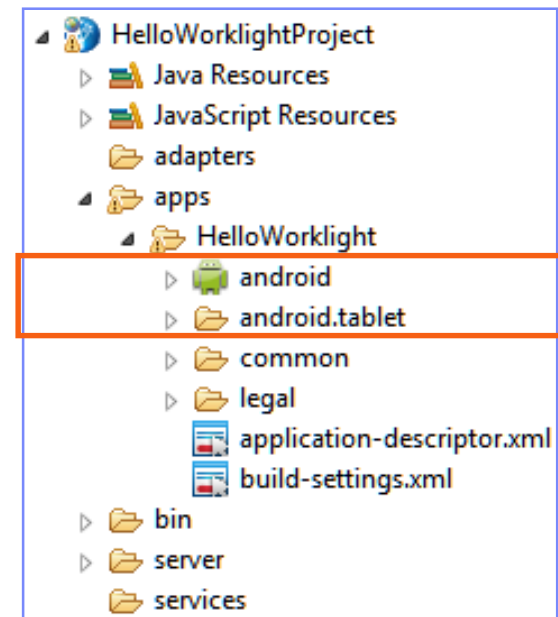 HelloWorklightProject
Java Resources
JavaScript Resources
adapters
apps
HelloWorklight
android
android.tablet
common
legal
application-descriptor.xml
build-settings.xml
bin
server
services